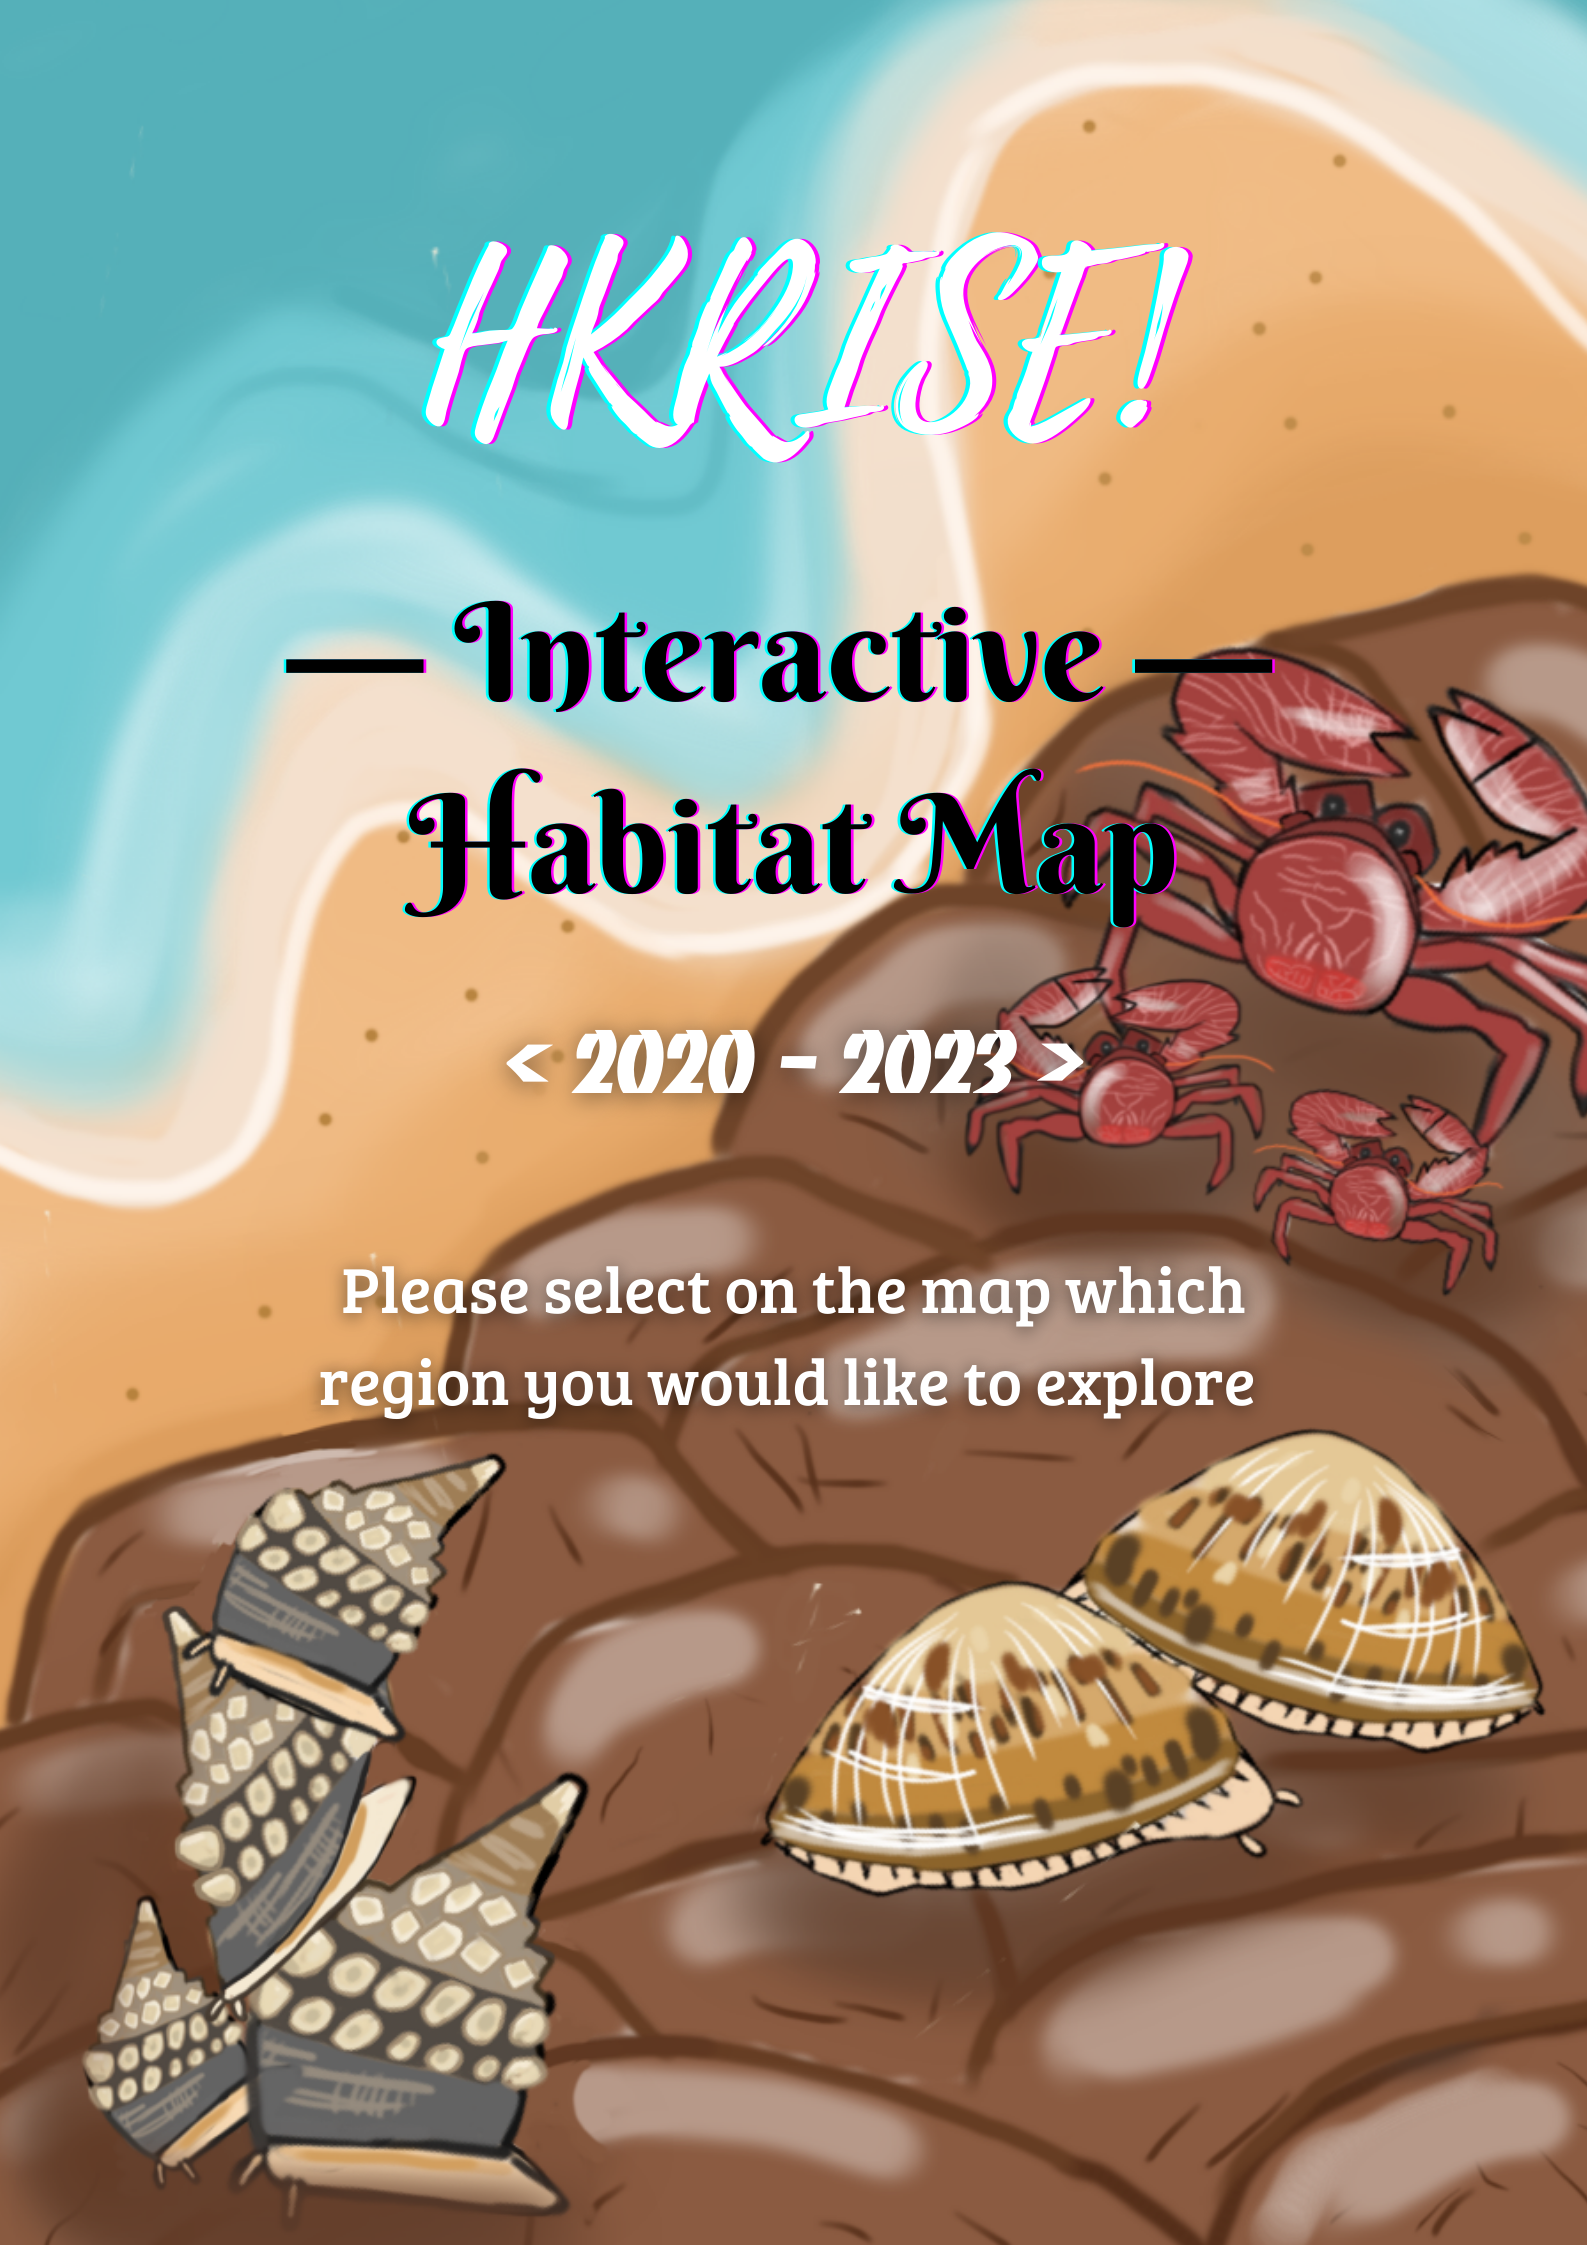 HKRISE!
— Interactive —
Habitat Map
< 2020 - 2023 >
Please select on the map which
region you would like to explore